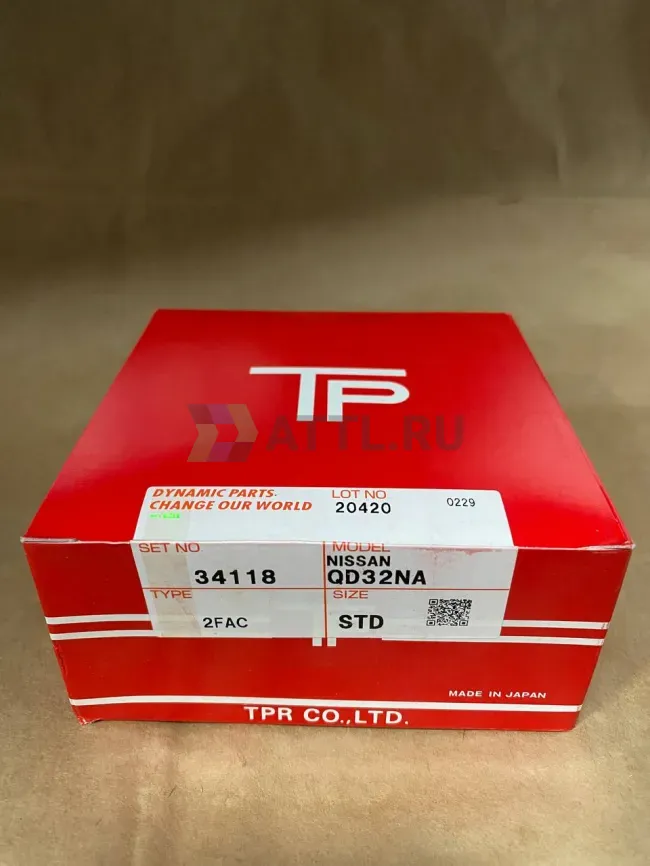 TP
ATTL.RU
DYNAMIC PARTS.
CHANGE OUR WORLD
LOT NO
20420
0229
SET NO
34118
MODEL
NISSAN
QD32NA
TYPE
2FAC
SIZE
STD
MADE IN JAPAN
TPR CO.,LTD.